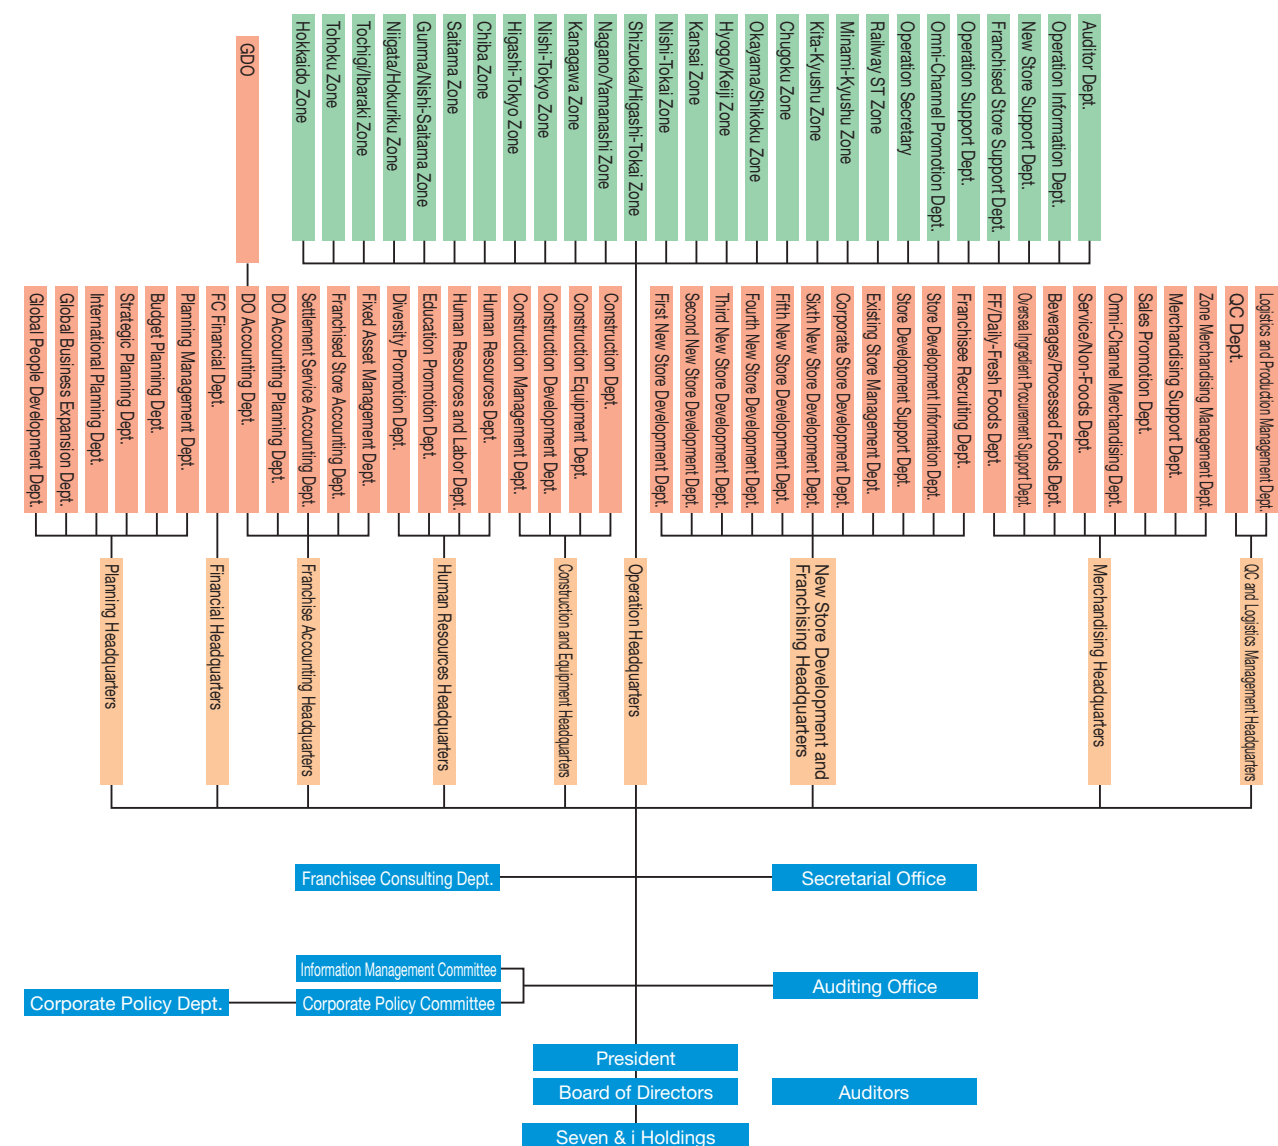 GDO
Hokkaido Zone
Tohoku Zone
Tochigi/Ibaraki Zone
Niigata/Hokuriku Zone
Gunma/Nishi-Saitama Zone
Saitama Zone
Chiba Zone
Higashi-Tokyo Zone
Nishi-Tokyo Zone
Kanagawa Zone
Nagano/Yamanashi Zone
Shizuoka/Higashi-Tokai Zone
Nishi-Tokai Zone
Kansai Zone
Hyogo/Keiji Zone
Okayama/Shikoku Zone
Chugoku Zone
Kita-Kyushu Zone
Minami-Kyushu Zone
Railway ST Zone
Operation Secretary
Omni-Channel Promotion Dept.
Operation Support Dept.
Franchised Store Support Dept.
New Store Support Dept.
Operation Information Dept.
Auditor Dept.
Global People Development Dept.
Global Business Expansion Dept.
International Planning Dept.
Strategic Planning Dept.
Budget Planning Dept.
Planning Management Dept.
FC Financial Dept.
DO Accounting Dept.
DO Accounting Planning Dept.
Settlement Service Accounting Dept.
Franchised Store Accounting Dept.
Fixed Asset Management Dept.
Diversity Promotion Dept.
Education Promotion Dept.
Human Resources and Labor Dept.
Human Resources Dept.
Construction Management Dept.
Construction Development Dept.
Construction Equipment Dept.
Construction Dept.
First New Store Development Dept.
Second New Store Development Dept.
Third New Store Development Dept.
Fourth New Store Development Dept.
Fifth New Store Development Dept.
Sixth New Store Development Dept.
Corporate Store Development Dept.
Existing Store Management Dept.
Store Development Support Dept.
Store Development Information Dept.
Franchisee Recruiting Dept.
FF/Daily-Fresh Foods Dept.
Oversea Ingredient Procurement Support Dept.
Beverages/Processed Foods Dept.
Service/Non-Foods Dept.
Omni-Channel Merchandising Dept.
Sales Promotion Dept.
Merchandising Support Dept.
Zone Merchandising Management Dept.
QC Dept.
Logistics and Production Management Dept.
Planning Headquarters
Financial Headquarters
Franchise Accounting Headquarters
Human Resources Headquarters
Construction and Equipment Headquarters
Operation Headquarters
New Store Development and
Franchising Headquarters
Merchandising Headquarters
QC and Logistics Management Headquarters
Franchisee Consulting Dept.
Secretarial Office
Information Management Committee
Auditing Office
Corporate Policy Dept.
Corporate Policy Committee
President
Board of Directors
Auditors
Seven & i Holdings